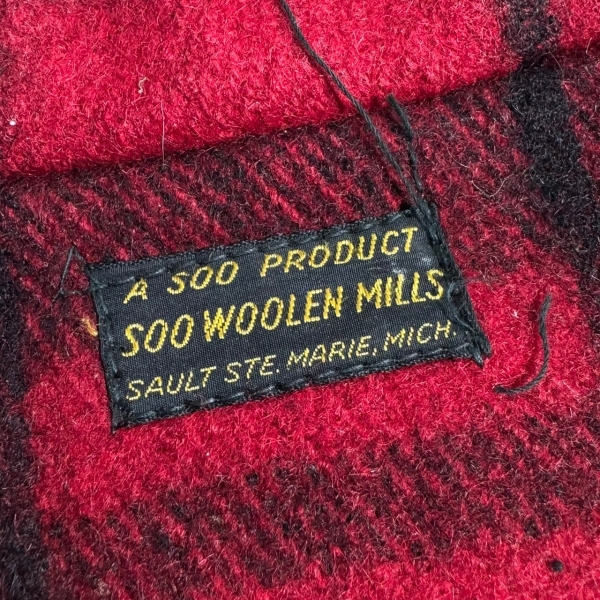 A SOO PRODUCT
SOO WOOLEN MILLS
SAULT STE. MARIE, MICH.